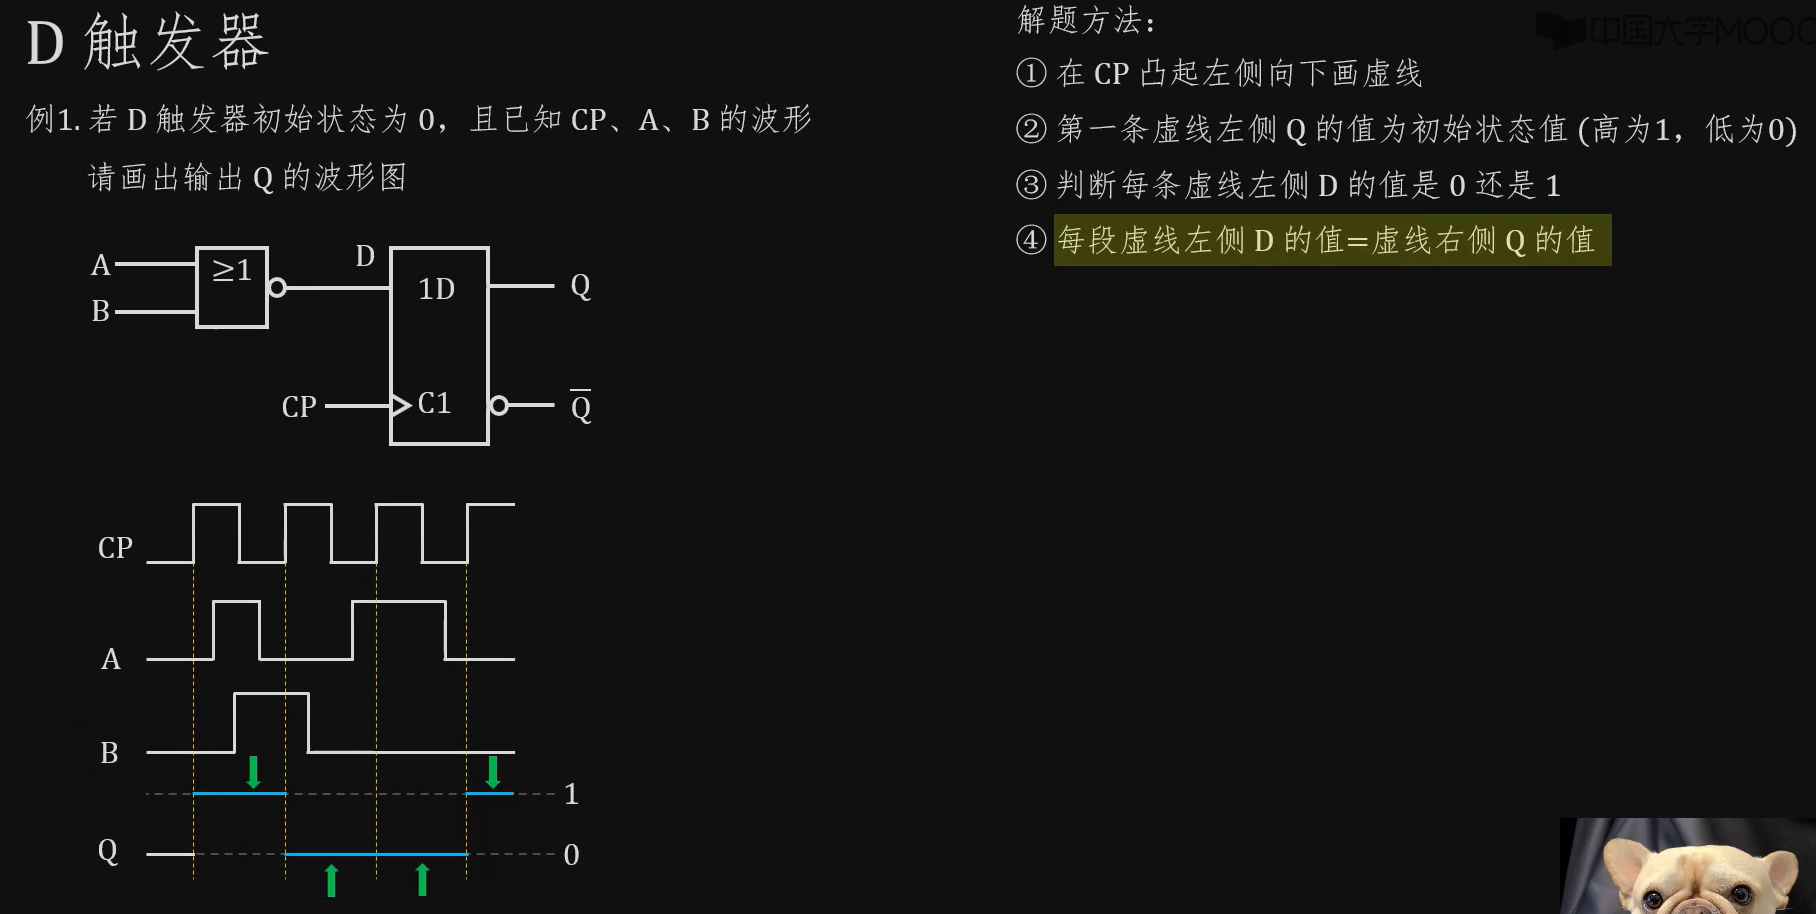 D 触发器
例1. 若 D 触发器初始状态为 0，且已知 CP、A、B 的波形
请画出输出 Q 的波形图
A
B
≥1
D
1D
C1
CP
Q
Q̅
CP
A
B
1
Q
0
解题方法：
① 在 CP 凸起左侧向下画虚线
② 第一条虚线左侧 Q 的值为初始状态值 (高为1，低为0)
③ 判断每条虚线左侧 D 的值是 0 还是 1
④ 每段虚线左侧 D 的值=虚线右侧 Q 的值
中国大学MOOC